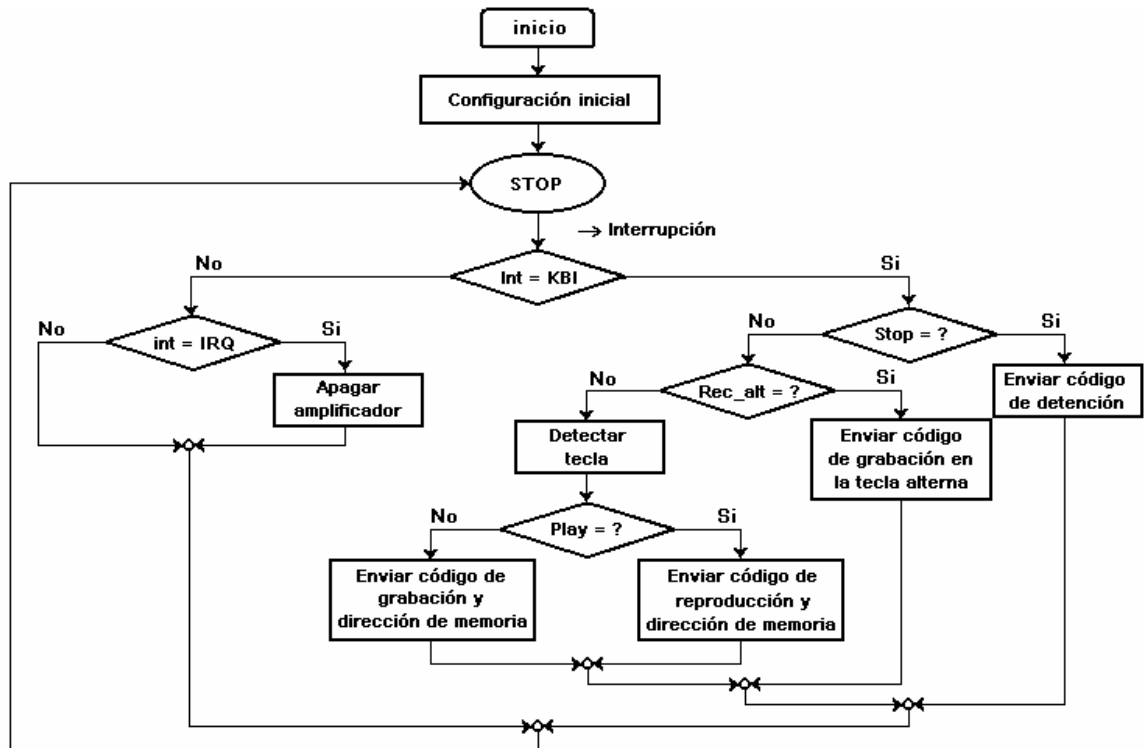 inicio
Configuración inicial
STOP
→ Interrupción
No
Int = KBI
Si
No
int = IRQ
Si
No
Stop = ?
Si
Apagar
amplificador
No
Rec_alt = ?
Si
Enviar código
de detención
Detectar
tecla
Enviar código
de grabación en
la tecla alterna
No
Play = ?
Si
Enviar código de
grabación y
dirección de memoria
Enviar código de
reproducción y
dirección de memoria